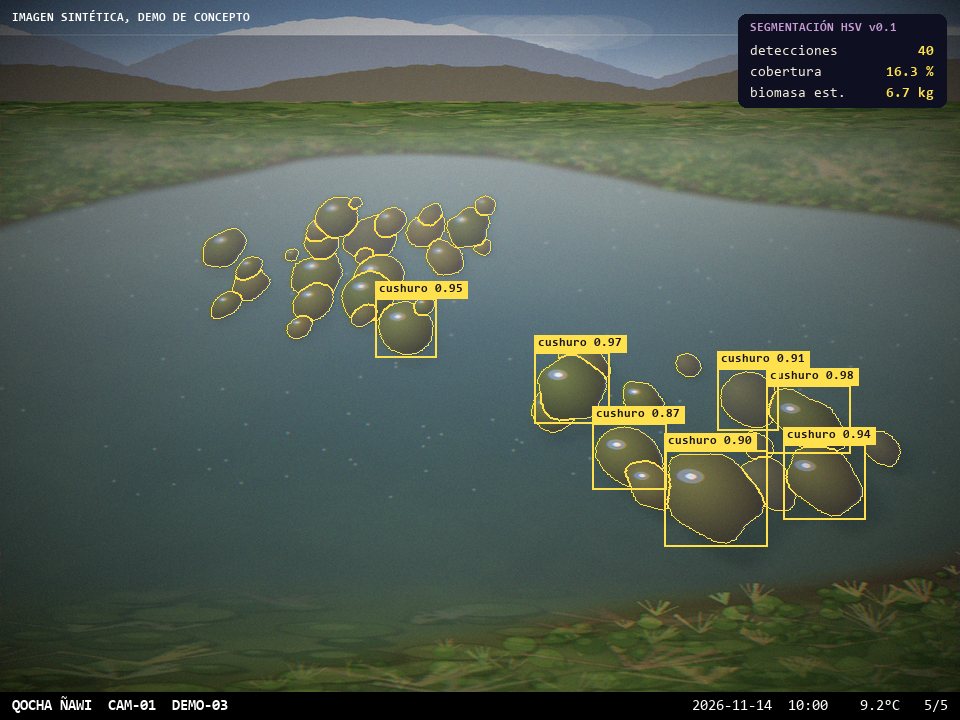 IMAGEN SINTÉTICA, DEMO DE CONCEPTO
SEGMENTACIÓN HSV v0.1
detecciones 40
cobertura 16.3 %
biomasa est. 6.7 kg
cushuro 0.95
cushuro 0.97
cushuro 0.91
cushuro 0.98
cushuro 0.87
cushuro 0.90
cushuro 0.94
QOCHA ÑAWI CAM-01 DEMO-03 2026-11-14 10:00 9.2°C 5/5